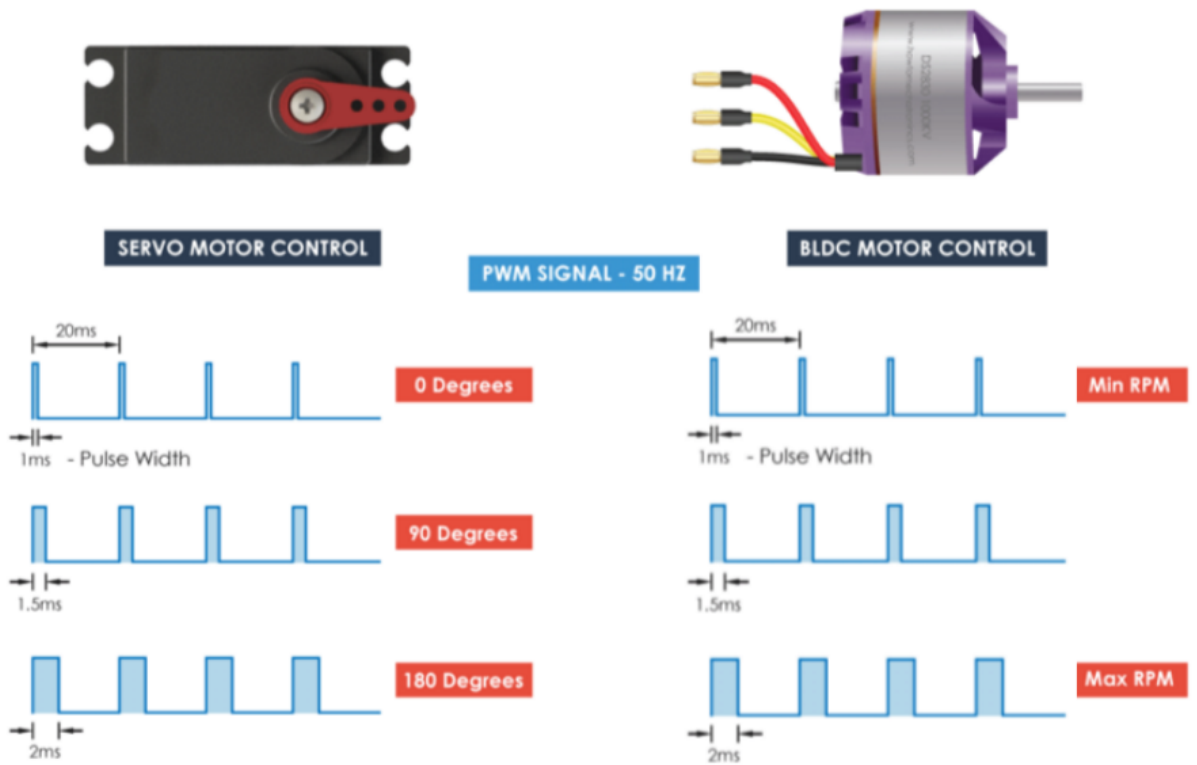 SERVO MOTOR CONTROL
BLDC MOTOR CONTROL
PWM SIGNAL - 50 HZ
20ms
0 Degrees
1ms - Pulse Width
90 Degrees
1.5ms
180 Degrees
2ms
20ms
Min RPM
1ms - Pulse Width
1.5ms
Max RPM
2ms